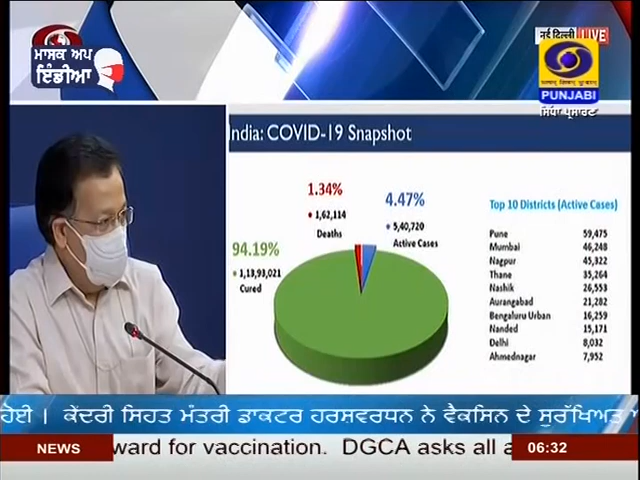 ਮਾਸਕ ਅਪ
ਇੰਡੀਆ
नई दिल्ली LIVE
PUNJABI
ਸਿੱਧਾ ਪ੍ਰਸਾਰਣ
India: COVID-19 Snapshot
1.34%
1,62,114
Deaths
4.47%
5,40,720
Active Cases
94.19%
1,13,93,021
Cured
Top 10 Districts (Active Cases)
Pune 59,475
Mumbai 46,248
Nagpur 45,322
Thane 35,264
Nashik 26,553
Aurangabad 21,282
Bengaluru Urban 16,259
Nanded 15,171
Delhi 8,032
Ahmednagar 7,952
ਹੋਈ । ਕੇਂਦਰੀ ਸਿਹਤ ਮੰਤਰੀ ਡਾਕਟਰ ਹਰਸ਼ਵਰਧਨ ਨੇ ਵੈਕਸਿਨ ਦੇ ਸੁਰੱਖਿਅਤ
NEWS ward for vaccination. DGCA asks all a 06:32